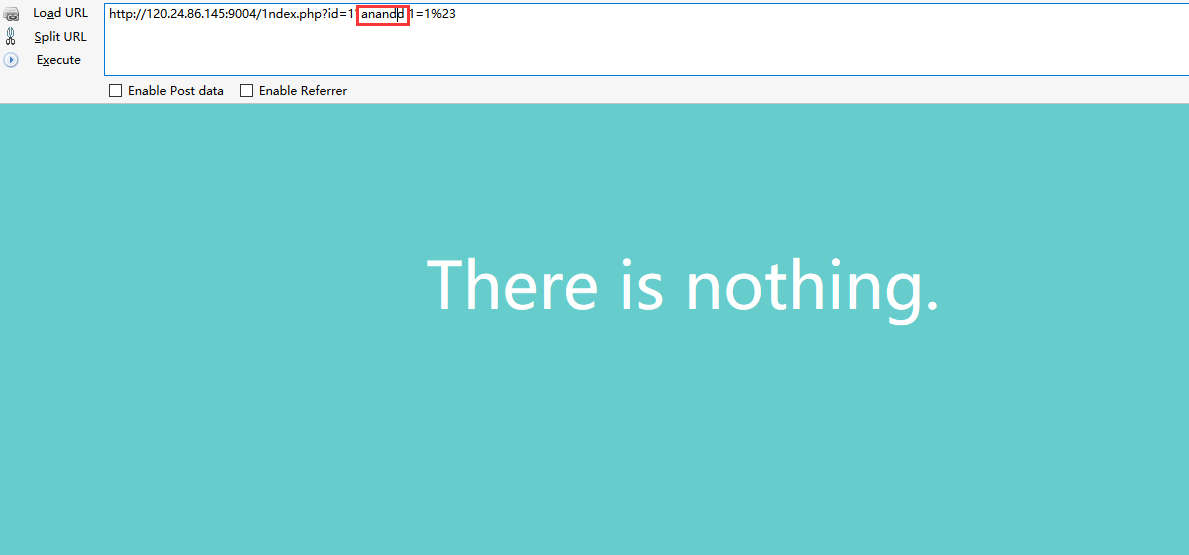 Load URL
http://120.24.86.145:9004/1ndex.php?id=1' anandd 1=1%23
Split URL
Execute
Enable Post data
Enable Referrer
There is nothing.